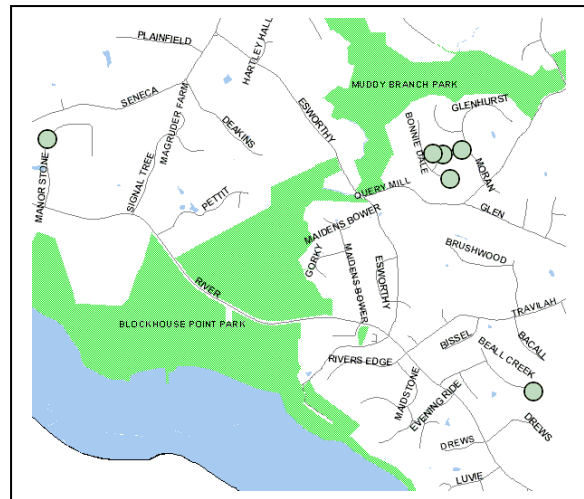 PLAINFIELD
HARTLEY HALL
SENECA
MAGRUDER FARM
DEAKINS
ESWORTHY
MUDDY BRANCH PARK
GLENHURST
BONNIE DALE
MORAN
MANOR STONE
SIGNAL TREE
PETTIT
QUERY MILL
GLEN
MAIDENS BOWER
GORKY
MAIDENS BOWER
ESWORTHY
BRUSHWOOD
RIVER
TRAVILAH
BLOCKHOUSE POINT PARK
BISSEL
BACALL
BEALL CREEK
RIVERS EDGE
MAIDSTONE
EVENING RIDE
DREWS
DREWS
LUVIE